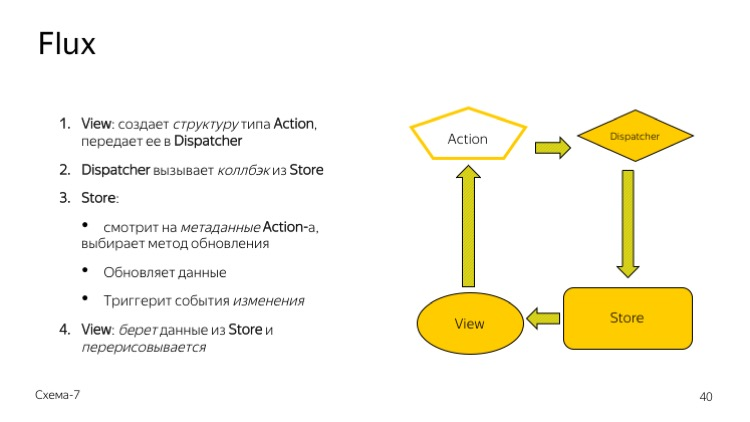 Flux
1. View: создает структуру типа Action,
передает ее в Dispatcher
2. Dispatcher вызывает коллбэк из Store
3. Store:
• смотрит на метаданные Action-а,
выбирает метод обновления
• Обновляет данные
• Триггерит события изменения
4. View: берет данные из Store и
перерисовывается
Action
Dispatcher
View
Store
Схема-7
40